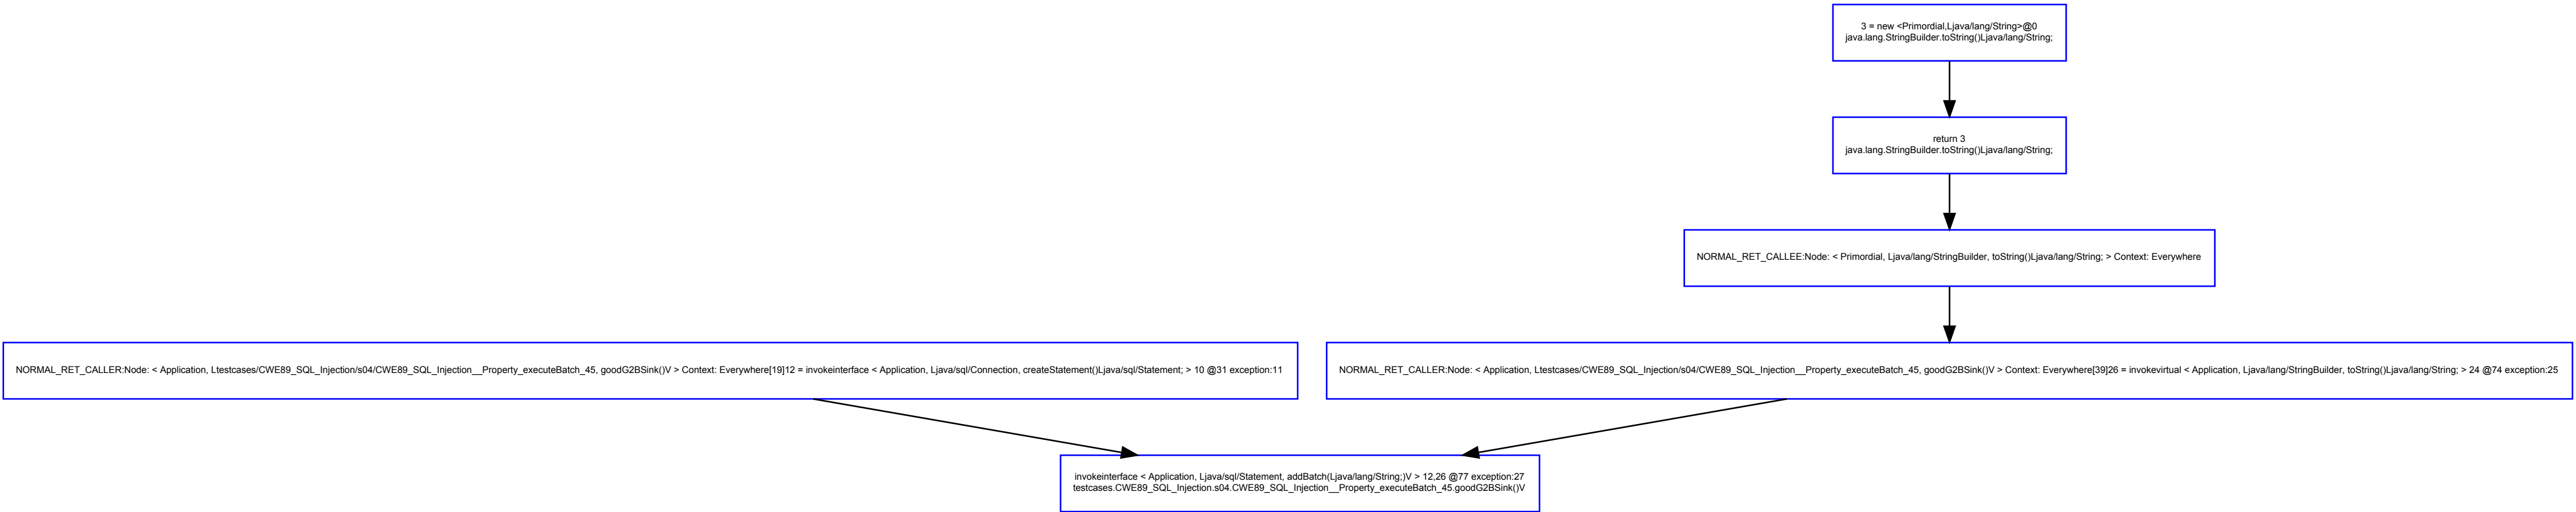 3 = new <Primordial,Ljava/lang/String>@0
java.lang.StringBuilder.toString()Ljava/lang/String;
return 3
java.lang.StringBuilder.toString()Ljava/lang/String;
NORMAL_RET_CALLEE:Node: < Primordial, Ljava/lang/StringBuilder, toString()Ljava/lang/String; > Context: Everywhere
NORMAL_RET_CALLER:Node: < Application, Ltestcases/CWE89_SQL_Injection/s04/CWE89_SQL_Injection__Property_executeBatch_45, goodG2BSink()V > Context: Everywhere[19]12 = invokeinterface < Application, Ljava/sql/Connection, createStatement()Ljava/sql/Statement; > 10 @31 exception:11
NORMAL_RET_CALLER:Node: < Application, Ltestcases/CWE89_SQL_Injection/s04/CWE89_SQL_Injection__Property_executeBatch_45, goodG2BSink()V > Context: Everywhere[39]26 = invokevirtual < Application, Ljava/lang/StringBuilder, toString()Ljava/lang/String; > 24 @74 exception:25
invokeinterface < Application, Ljava/sql/Statement, addBatch(Ljava/lang/String;)V > 12,26 @77 exception:27
testcases.CWE89_SQL_Injection.s04.CWE89_SQL_Injection__Property_executeBatch_45.goodG2BSink()V